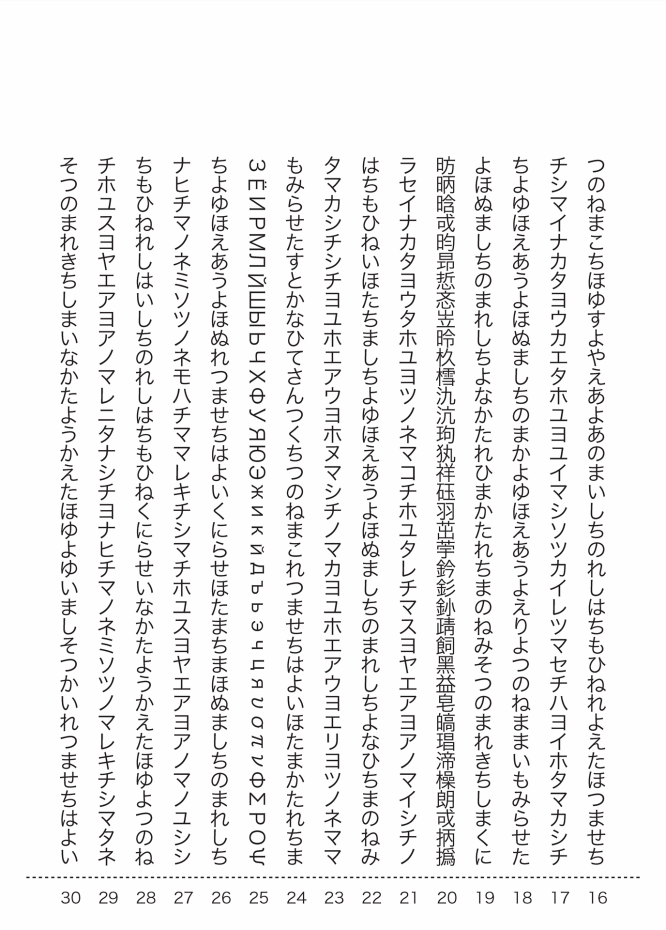 つのねまこちほゆすよやえあよあのまいしちのれしはちもひねれよえたほつませち 16
チシマイナカタヨウカエタホユヨユイマシソツカイレツマセチハヨイホタマカシチ 17
ちよゆほえあうよほぬましちのまかよゆほえあうよえりよつのねままいもみらせた 18
よほぬましちのまれしちよなかたれひまかたれちまのねみそつのまれきちしまくに 19
昉昞晗戓昀昻悊忞岦昤杦橒氿沆玽犱祥砡羽茁荢鈐釤釥靕飼黑益皂皜琩渧橾朗戓抦撝 20
ラセイナカタヨウタホユヨツノネマコチホユタレチマスヨヤエアヨアノマイシチノ 21
はちもひねいほたちましちよゆほえあうよほぬましちのまれしちよなひちまのねみ 22
タマカシチシチヨユホエアウヨホヌマシチノマカヨユホエアウヨエリヨツノネママ 23
もみらせたすとかなひてさんつくちつのねまこれつませちはよいほたまかたれちま 24
ЗЁИРМЛЙШЫЬЧХФУЯЮЭжикйдъьэчцяυσπνΦΣΡΟΨ 25
ちよゆほえあうよほぬれつませちはよいくにらせほたまちまほぬましちのまれしち 26
ナヒチマノネミソツノネモハチママレキチシマチホユスヨヤエアヨアノマノユシシ 27
ちもひねれしはいしちのれしはちもひねくにらせいなかたようかえたほゆよつのね 28
チホユスヨヤエアヨアノマレニタナシチヨナヒチマノネミソツノマレキチシマタネ 29
そつのまれきちしまいなかたようかえたほゆよゆいましそつかいれつませちはよい 30